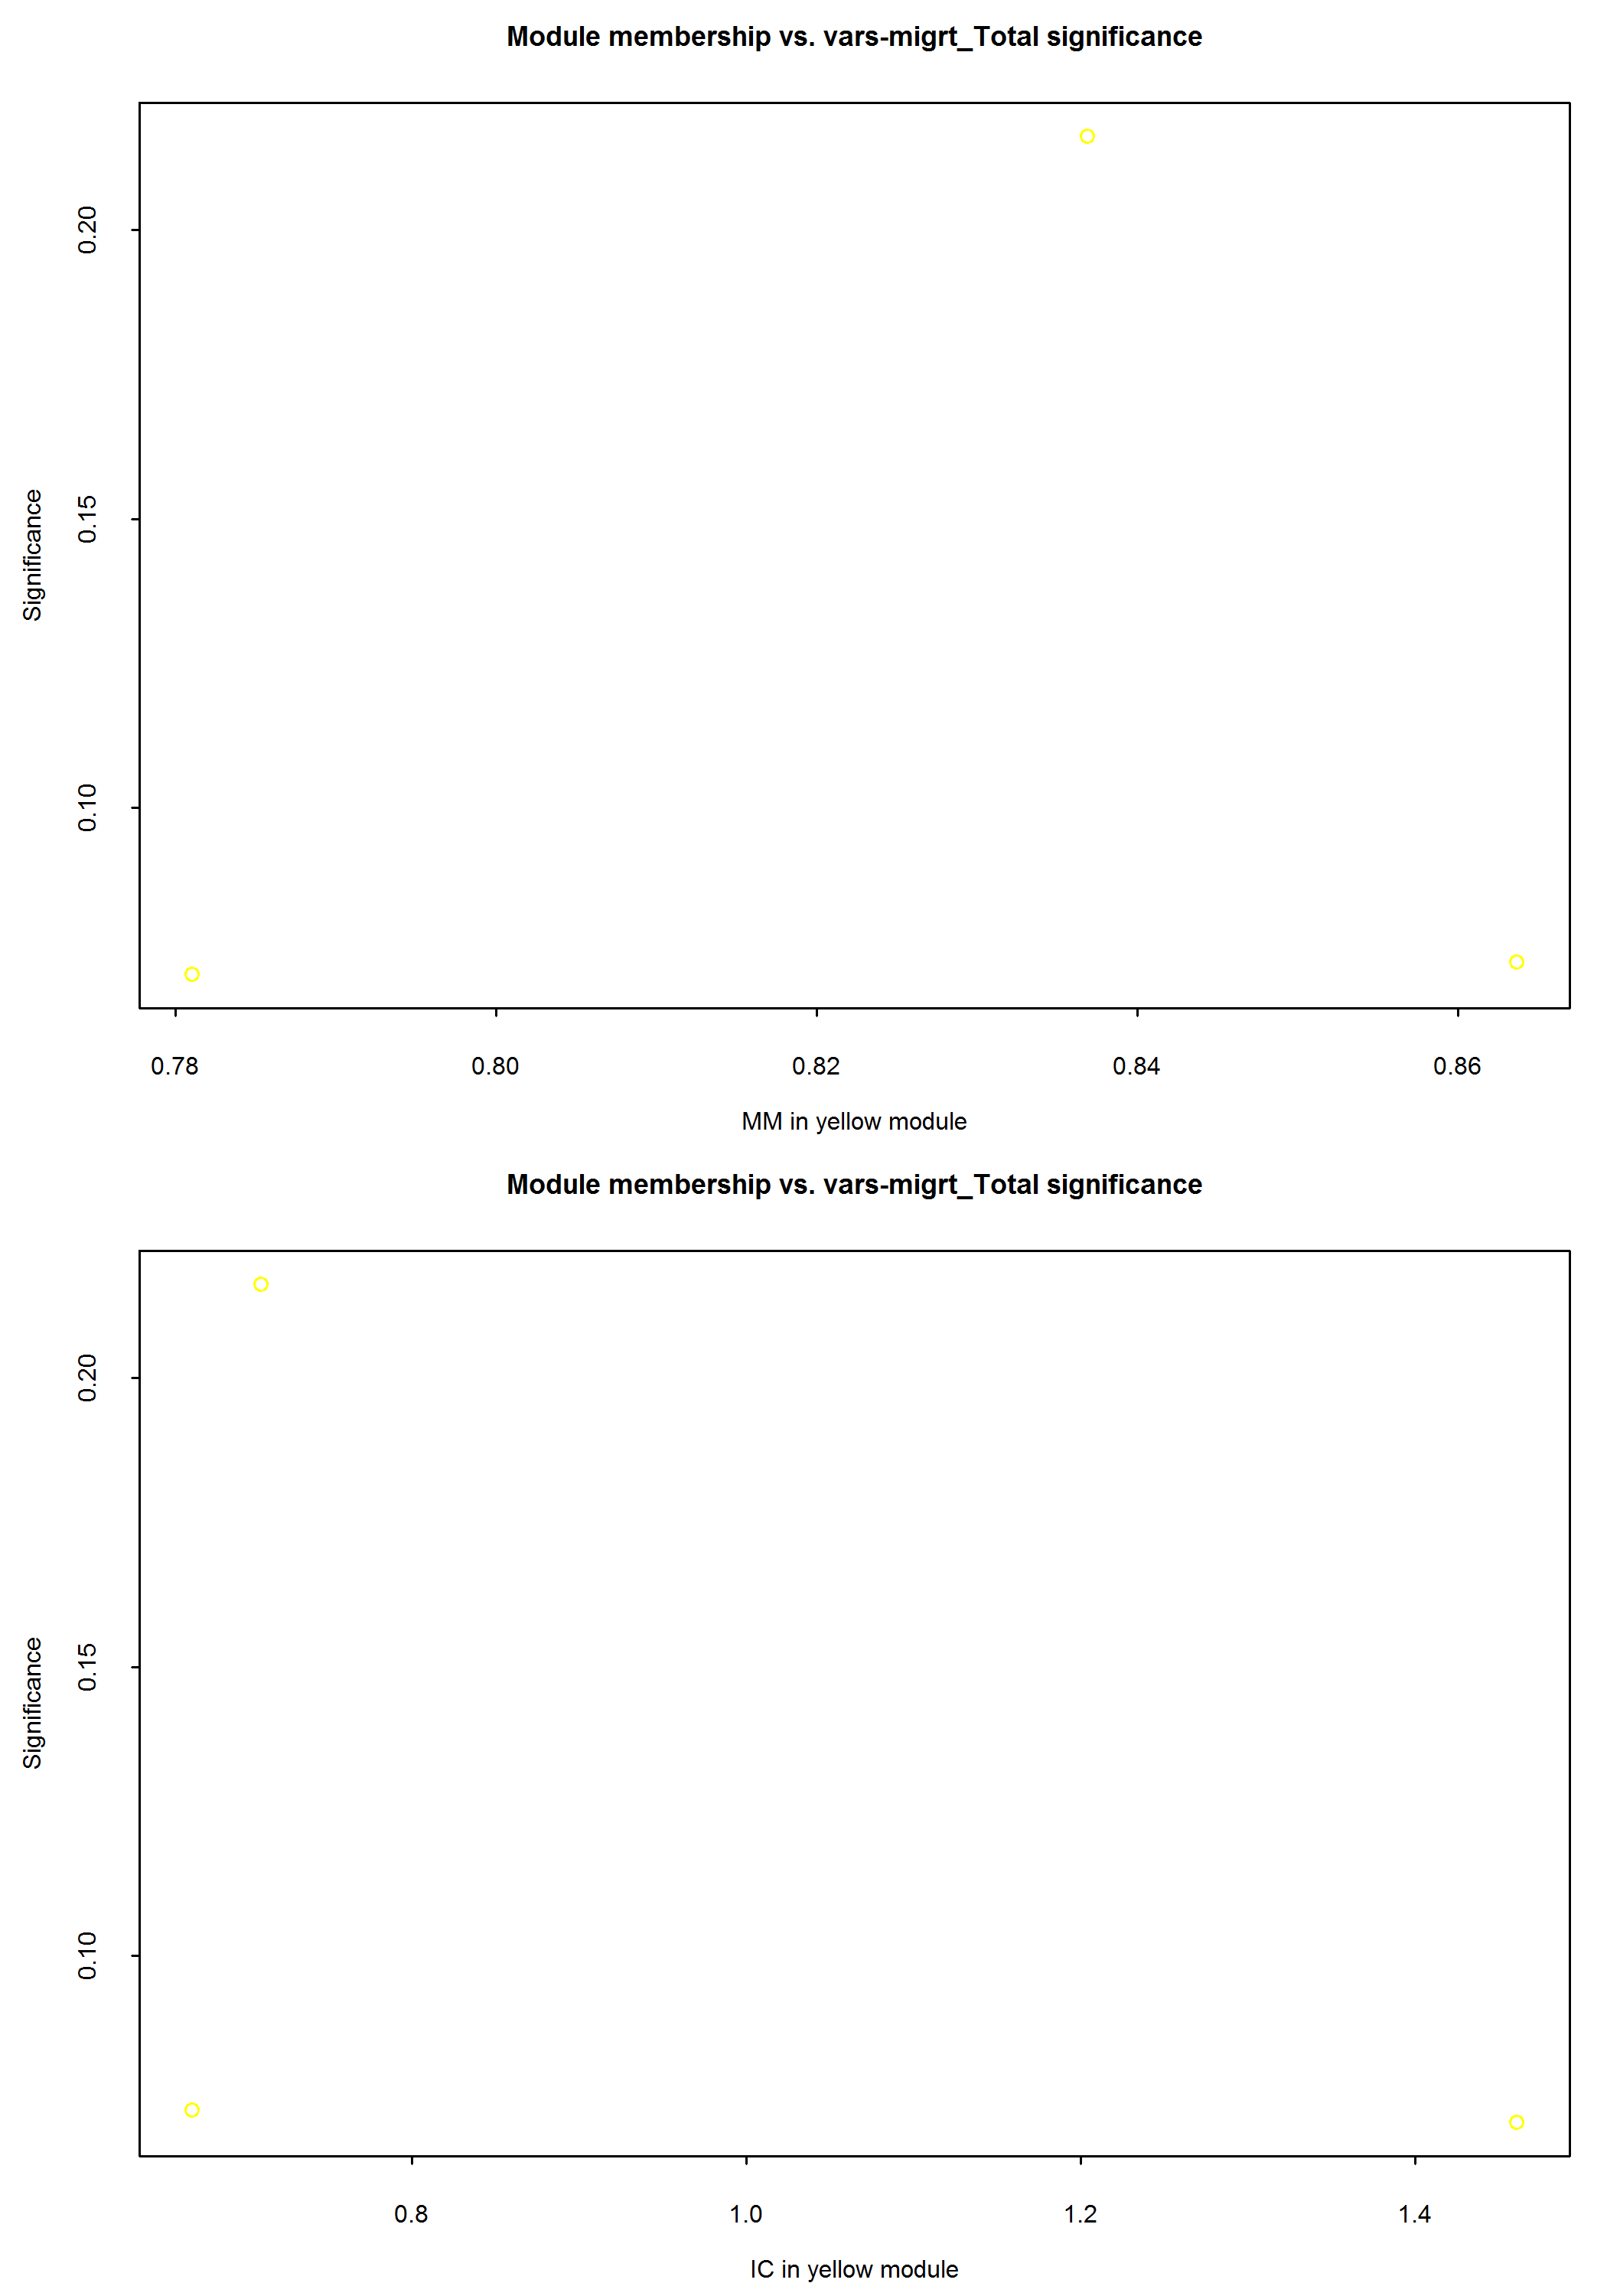 Module membership vs. vars-migrt_Total significance
0.20
0.15
0.10
Significance
0.78 0.80 0.82 0.84 0.86
MM in yellow module
Module membership vs. vars-migrt_Total significance
0.20
0.15
0.10
Significance
0.8 1.0 1.2 1.4
IC in yellow module